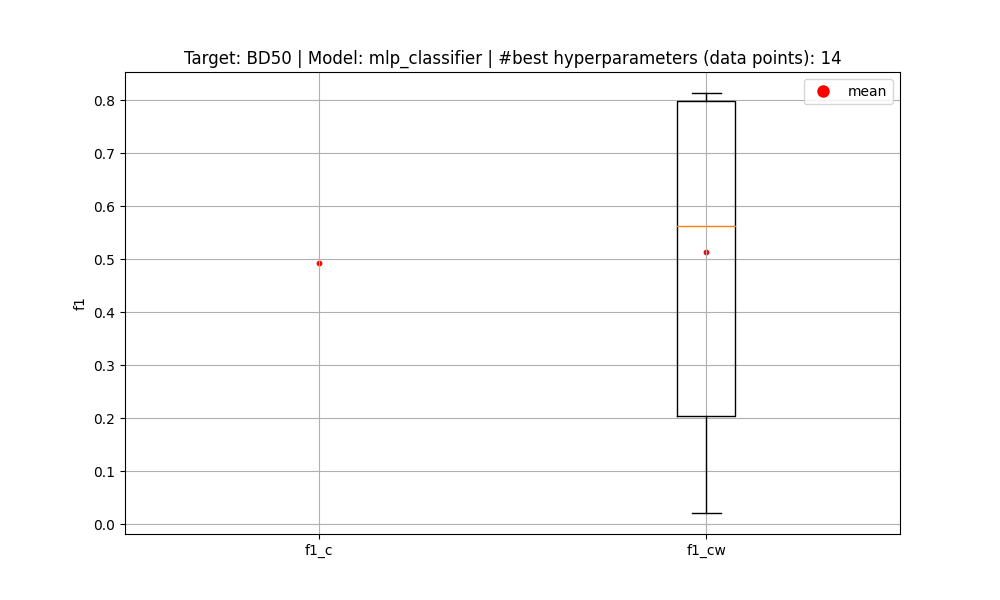 Target: BD50 | Model: mlp_classifier | #best hyperparameters (data points): 14
mean
0.8
0.7
0.6
0.5
0.4
0.3
0.2
0.1
0.0
f1
f1_c
f1_cw